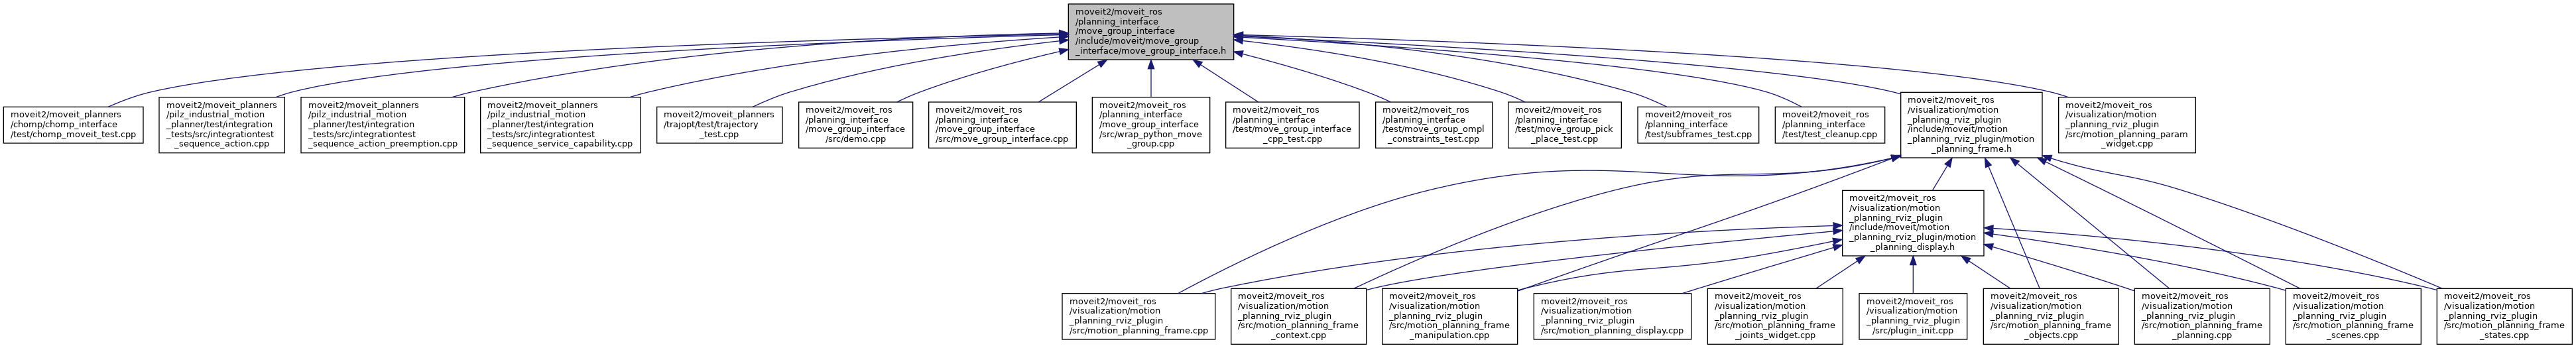 moveit2/moveit_ros
/planning_interface
/move_group_interface
/include/moveit/move_group
_interface/move_group_interface.h
moveit2/moveit_planners
/chomp/chomp_interface
/test/chomp_moveit_test.cpp
moveit2/moveit_planners
/pilz_industrial_motion
_planner/test/integration
_tests/src/integrationtest
_sequence_action.cpp
moveit2/moveit_planners
/pilz_industrial_motion
_planner/test/integration
_tests/src/integrationtest
_sequence_action_preemption.cpp
moveit2/moveit_planners
/pilz_industrial_motion
_planner/test/integration
_tests/src/integrationtest
_sequence_service_capability.cpp
moveit2/moveit_planners
/trajopt/test/trajectory
_test.cpp
moveit2/moveit_ros
/planning_interface
/move_group_interface
/src/demo.cpp
moveit2/moveit_ros
/planning_interface
/move_group_interface
/src/move_group_interface.cpp
moveit2/moveit_ros
/planning_interface
/move_group_interface
/src/wrap_python_move
_group.cpp
moveit2/moveit_ros
/planning_interface
/test/move_group_interface
_cpp_test.cpp
moveit2/moveit_ros
/planning_interface
/test/move_group_ompl
_constraints_test.cpp
moveit2/moveit_ros
/planning_interface
/test/move_group_pick
_place_test.cpp
moveit2/moveit_ros
/planning_interface
/test/subframes_test.cpp
moveit2/moveit_ros
/planning_interface
/test/test_cleanup.cpp
moveit2/moveit_ros
/visualization/motion
_planning_rviz_plugin
/include/moveit/motion
_planning_rviz_plugin/motion
_planning_frame.h
moveit2/moveit_ros
/visualization/motion
_planning_rviz_plugin
/src/motion_planning_param
_widget.cpp
moveit2/moveit_ros
/visualization/motion
_planning_rviz_plugin
/include/moveit/motion
_planning_rviz_plugin/motion
_planning_display.h
moveit2/moveit_ros
/visualization/motion
_planning_rviz_plugin
/src/motion_planning_frame.cpp
moveit2/moveit_ros
/visualization/motion
_planning_rviz_plugin
/src/motion_planning_frame
_context.cpp
moveit2/moveit_ros
/visualization/motion
_planning_rviz_plugin
/src/motion_planning_frame
_manipulation.cpp
moveit2/moveit_ros
/visualization/motion
_planning_rviz_plugin
/src/motion_planning_display.cpp
moveit2/moveit_ros
/visualization/motion
_planning_rviz_plugin
/src/motion_planning_frame
_joints_widget.cpp
moveit2/moveit_ros
/visualization/motion
_planning_rviz_plugin
/src/plugin_init.cpp
moveit2/moveit_ros
/visualization/motion
_planning_rviz_plugin
/src/motion_planning_frame
_objects.cpp
moveit2/moveit_ros
/visualization/motion
_planning_rviz_plugin
/src/motion_planning_frame
_planning.cpp
moveit2/moveit_ros
/visualization/motion
_planning_rviz_plugin
/src/motion_planning_frame
_scenes.cpp
moveit2/moveit_ros
/visualization/motion
_planning_rviz_plugin
/src/motion_planning_frame
_states.cpp